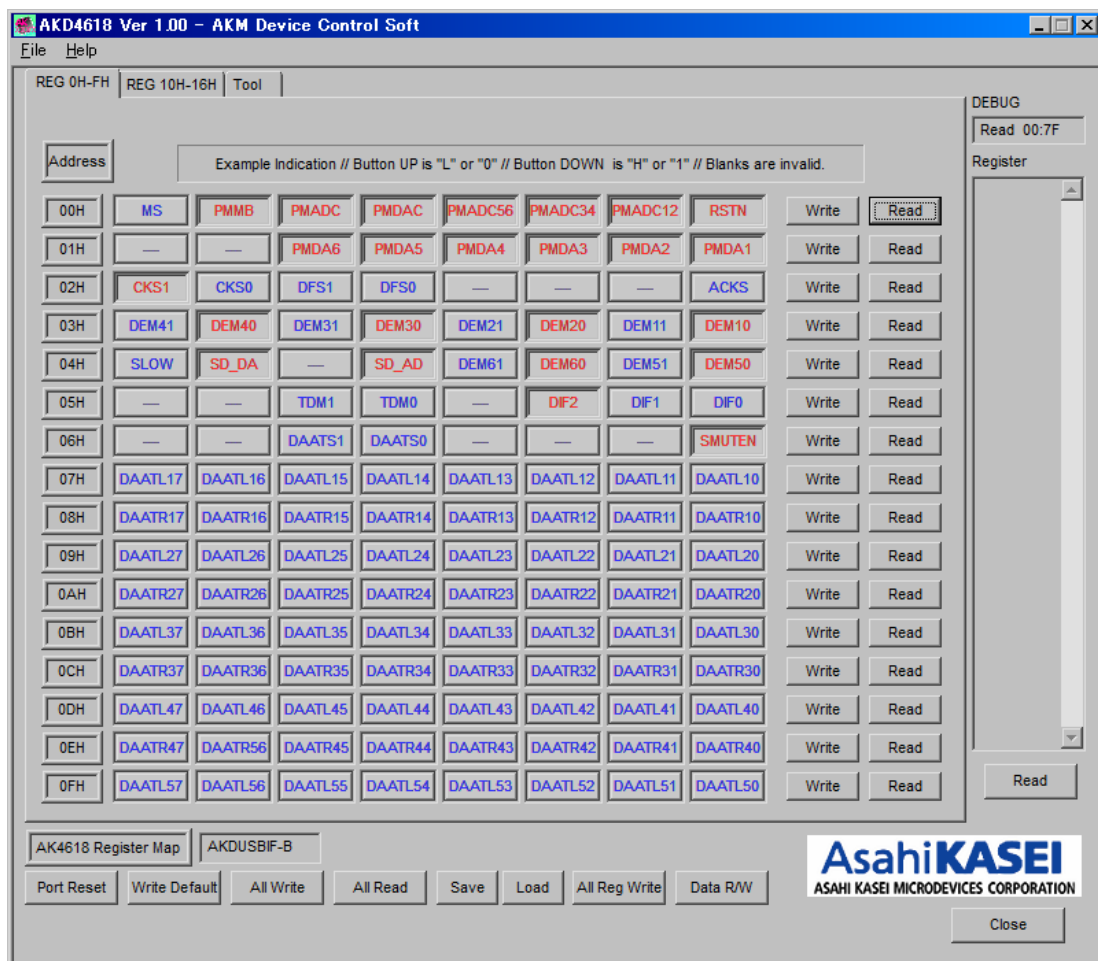 AKD4618 Ver 1.00 - AKM Device Control Soft
File Help
REG 0H-FH REG 10H-16H Tool
DEBUG
Read 00:7F
Address Example Indication // Button UP is "L" or "0" // Button DOWN is "H" or "1" // Blanks are invalid. Register
00H MS PMMB PMADC PMDAC PMADC56 PMADC34 PMADC12 RSTN Write Read
01H — — PMDA6 PMDA5 PMDA4 PMDA3 PMDA2 PMDA1 Write Read
02H CKS1 CKS0 DFS1 DFS0 — — — ACKS Write Read
03H DEM41 DEM40 DEM31 DEM30 DEM21 DEM20 DEM11 DEM10 Write Read
04H SLOW SD_DA — SD_AD DEM61 DEM60 DEM51 DEM50 Write Read
05H — — TDM1 TDM0 — DIF2 DIF1 DIF0 Write Read
06H — — DAATS1 DAATS0 — — — SMUTEN Write Read
07H DAATL17 DAATL16 DAATL15 DAATL14 DAATL13 DAATL12 DAATL11 DAATL10 Write Read
08H DAATR17 DAATR16 DAATR15 DAATR14 DAATR13 DAATR12 DAATR11 DAATR10 Write Read
09H DAATL27 DAATL26 DAATL25 DAATL24 DAATL23 DAATL22 DAATL21 DAATL20 Write Read
0AH DAATR27 DAATR26 DAATR25 DAATR24 DAATR23 DAATR22 DAATR21 DAATR20 Write Read
0BH DAATL37 DAATL36 DAATL35 DAATL34 DAATL33 DAATL32 DAATL31 DAATL30 Write Read
0CH DAATR37 DAATR36 DAATR35 DAATR34 DAATR33 DAATR32 DAATR31 DAATR30 Write Read
0DH DAATL47 DAATL46 DAATL45 DAATL44 DAATL43 DAATL42 DAATL41 DAATL40 Write Read
0EH DAATR47 DAATR56 DAATR45 DAATR44 DAATR43 DAATR42 DAATR41 DAATR40 Write Read
0FH DAATL57 DAATL56 DAATL55 DAATL54 DAATL53 DAATL52 DAATL51 DAATL50 Write Read
Read
AK4618 Register Map AKDUSBIF-B
AsahiKASEI
ASAHI KASEI MICRODEVICES CORPORATION
Port Reset Write Default All Write All Read Save Load All Reg Write Data R/W
Close